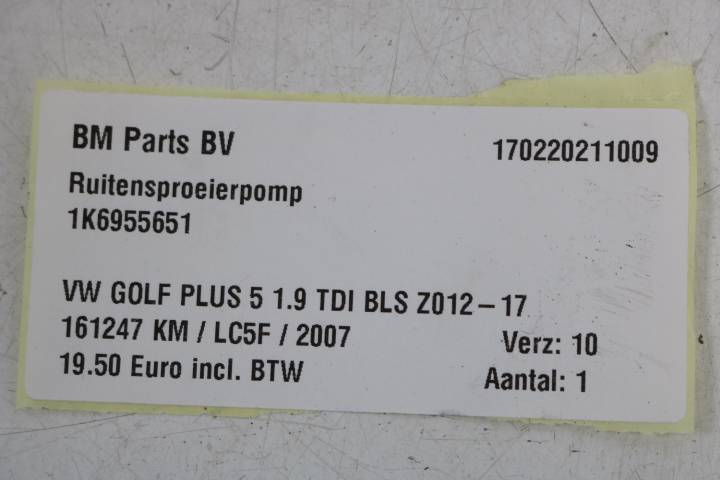 BM Parts BV 170220211009
Ruitensproeierpomp
1K6955651
VW GOLF PLUS 5 1.9 TDI BLS Z012-17
161247 KM / LC5F / 2007 Verz: 10
19.50 Euro incl. BTW Aantal: 1